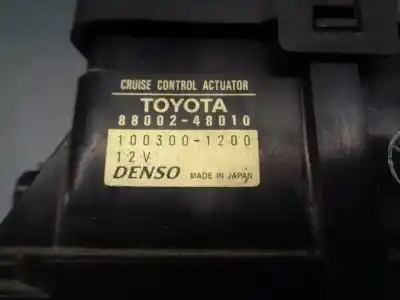 CRUISE CONTROL ACTUATOR
TOYOTA
88002-48010
100300-1200
12V
DENSO MADE IN JAPAN